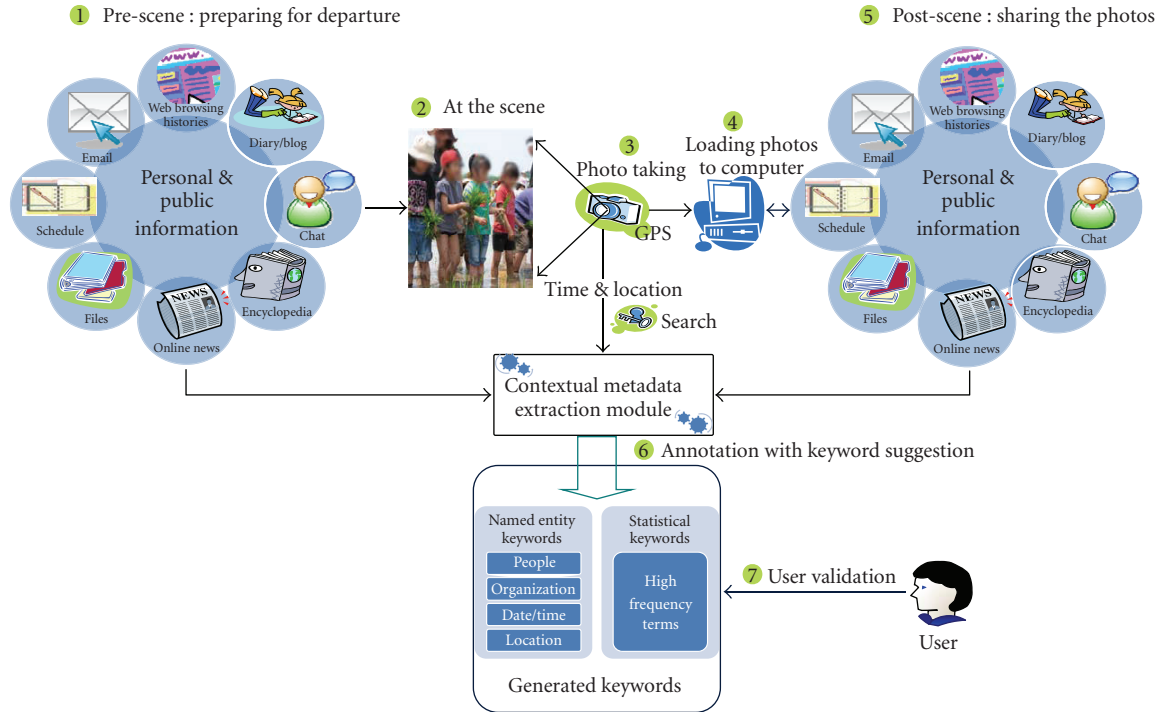 1 Pre-scene : preparing for departure
www.
Web browsing
histories
Email
Diary/blog
Personal &
public
information
Schedule
Chat
Files
Encyclopedia
NEWS
Online news
2 At the scene
3
Photo taking
GPS
4
Loading photos
to computer
Time & location
Search
5 Post-scene : sharing the photos
www.
Web browsing
histories
Email
Diary/blog
Personal &
public
information
Schedule
Chat
Files
Encyclopedia
NEWS
Online news
Contextual metadata
extraction module
6 Annotation with keyword suggestion
Named entity
keywords
People
Organization
Date/time
Location
Statistical
keywords
High
frequency
terms
Generated keywords
7 User validation
User